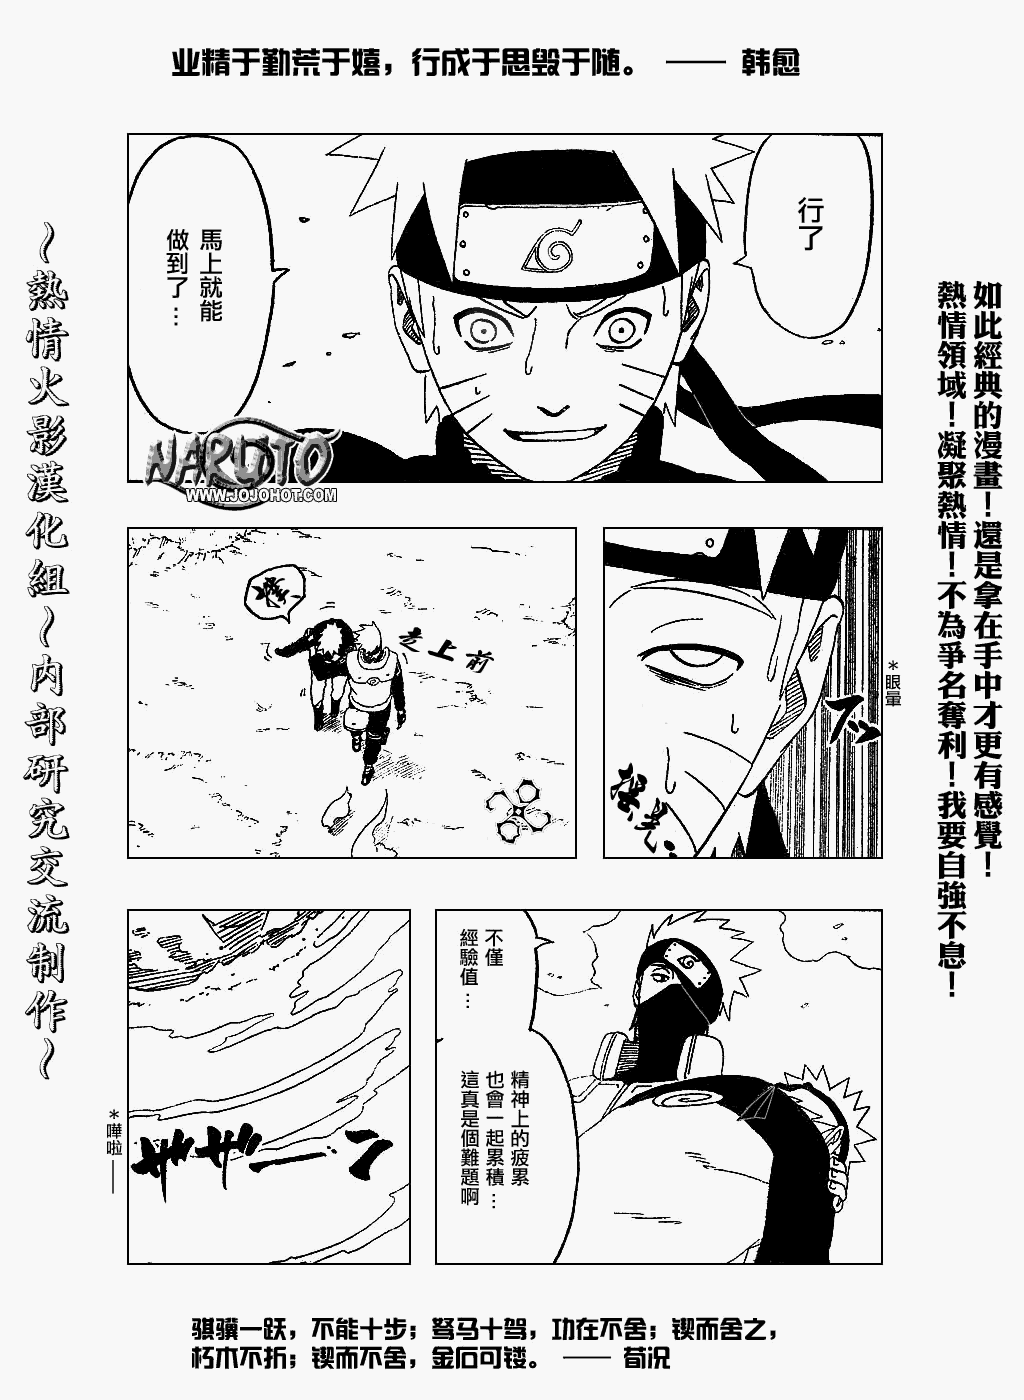 业精于勤荒于嬉，行成于思毁于随。 —— 韩愈
如此經典的漫畫！還是拿在手中才更有感覺！
熱情領域！凝聚熱情！不為爭名奪利！我要自強不息！
～熱情火影漢化組～内部研究交流制作～
行了
馬上就能
做到了…
NARUTO
WWW.JOJOHOT.COM
＊眼暈
走上前
不僅
經驗值…
精神上的疲累
也會一起累積…
這真是個難題啊
＊嘩啦——
ザザーン
骐骥一跃，不能十步；驽马十驾，功在不舍；锲而舍之，
朽木不折；锲而不舍，金石可镂。 —— 荀况